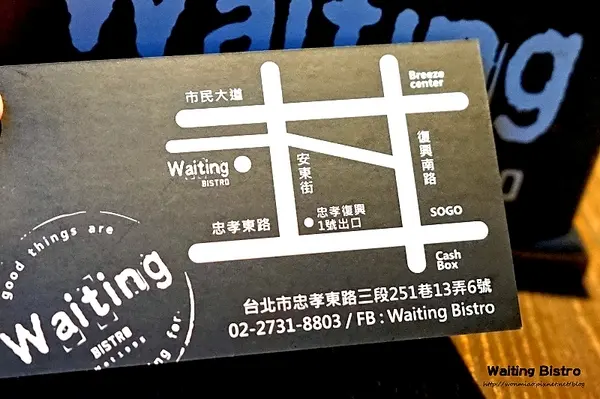 Waiting
市民大道
Breeze
center
Waiting
BISTRO
安東街
復興南路
忠孝復興
1號出口
SOGO
忠孝東路
Cash
Box
good things are
Waiting
BISTRO
台北市忠孝東路三段251巷13弄6號
02-2731-8803 / FB : Waiting Bistro
Waiting Bistro